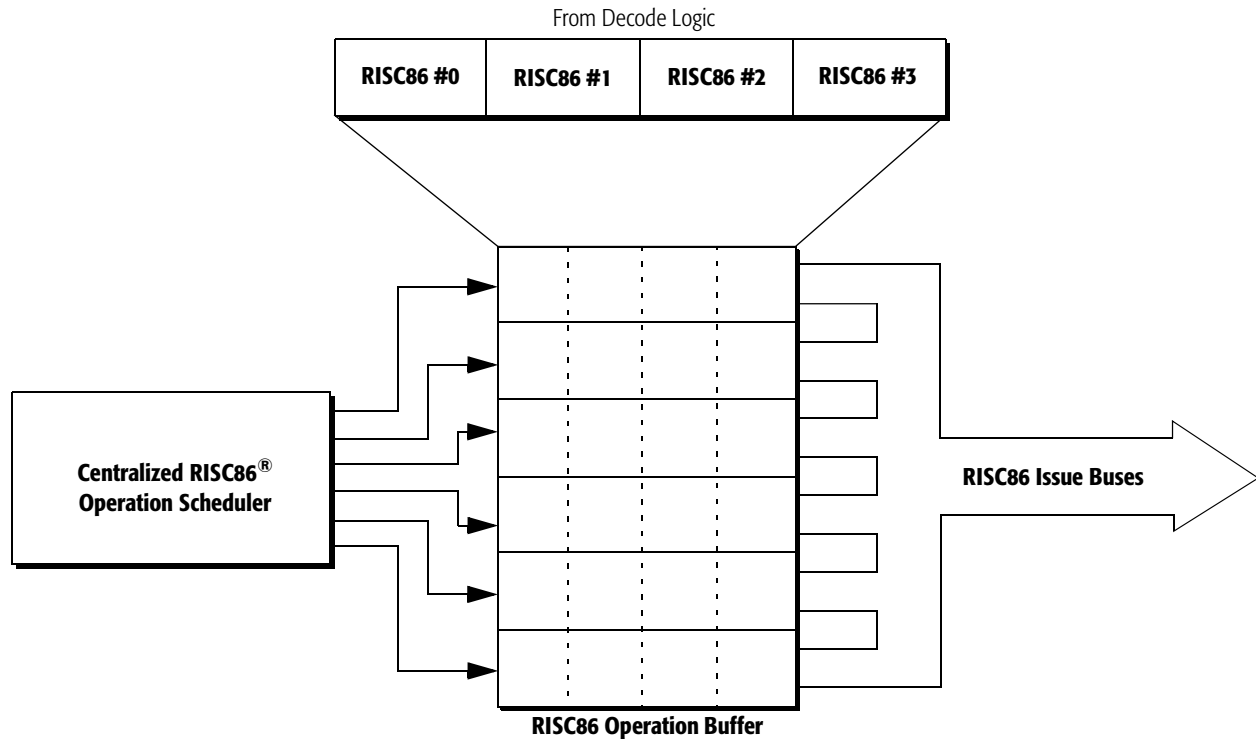 From Decode Logic
RISC86 #0
RISC86 #1
RISC86 #2
RISC86 #3
Centralized RISC86®
Operation Scheduler
RISC86 Issue Buses
RISC86 Operation Buffer